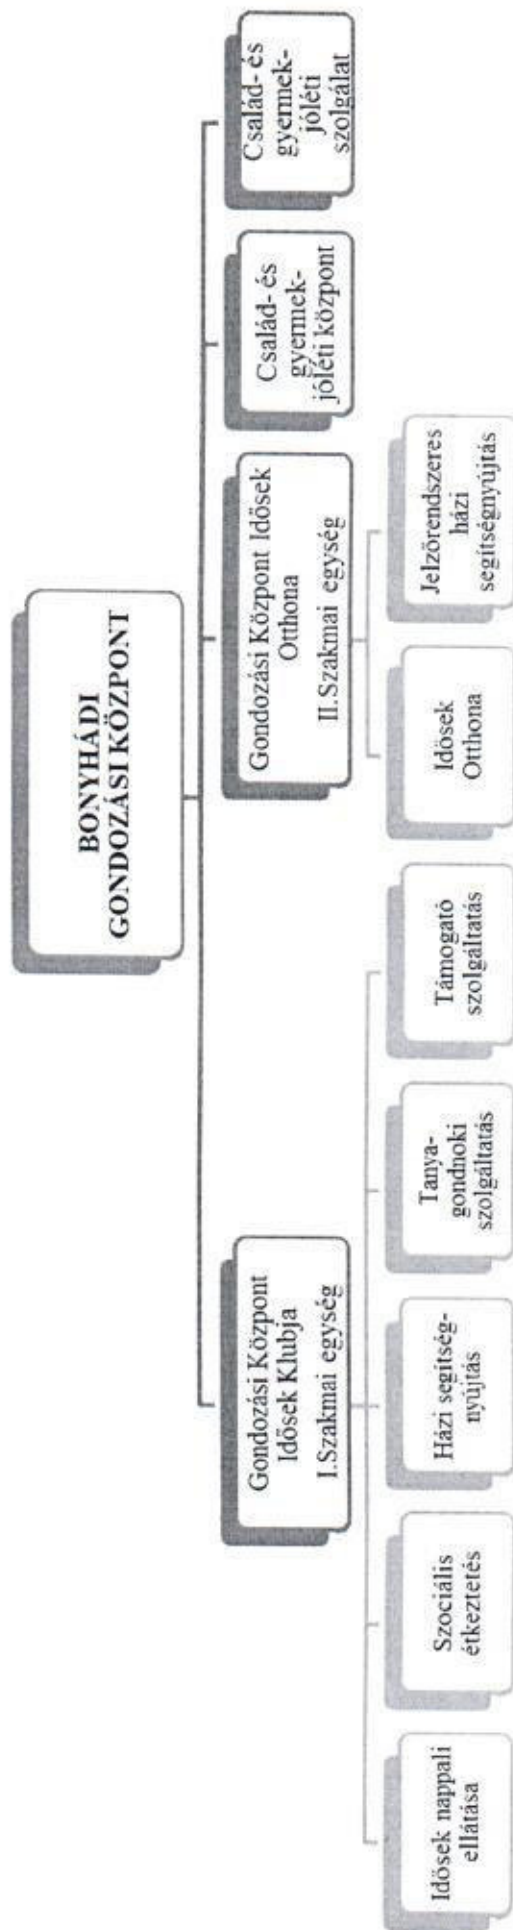 BONYHÁDI
GONDOZÁSI KÖZPONT
Gondozási Központ
Idősek Klubja
I.Szakmai egység
Gondozási Központ Idősek
Otthona
II.Szakmai egység
Család- és
gyermek-
jóléti központ
Család- és
gyermek-
jóléti
szolgálat
Idősek nappali
ellátása
Szociális
étkeztetés
Házi segítség-
nyújtás
Tanya-
gondnoki
szolgáltatás
Támogató
szolgáltatás
Idősek
Otthona
Jelzőrendszeres
házi
segítségnyújtás